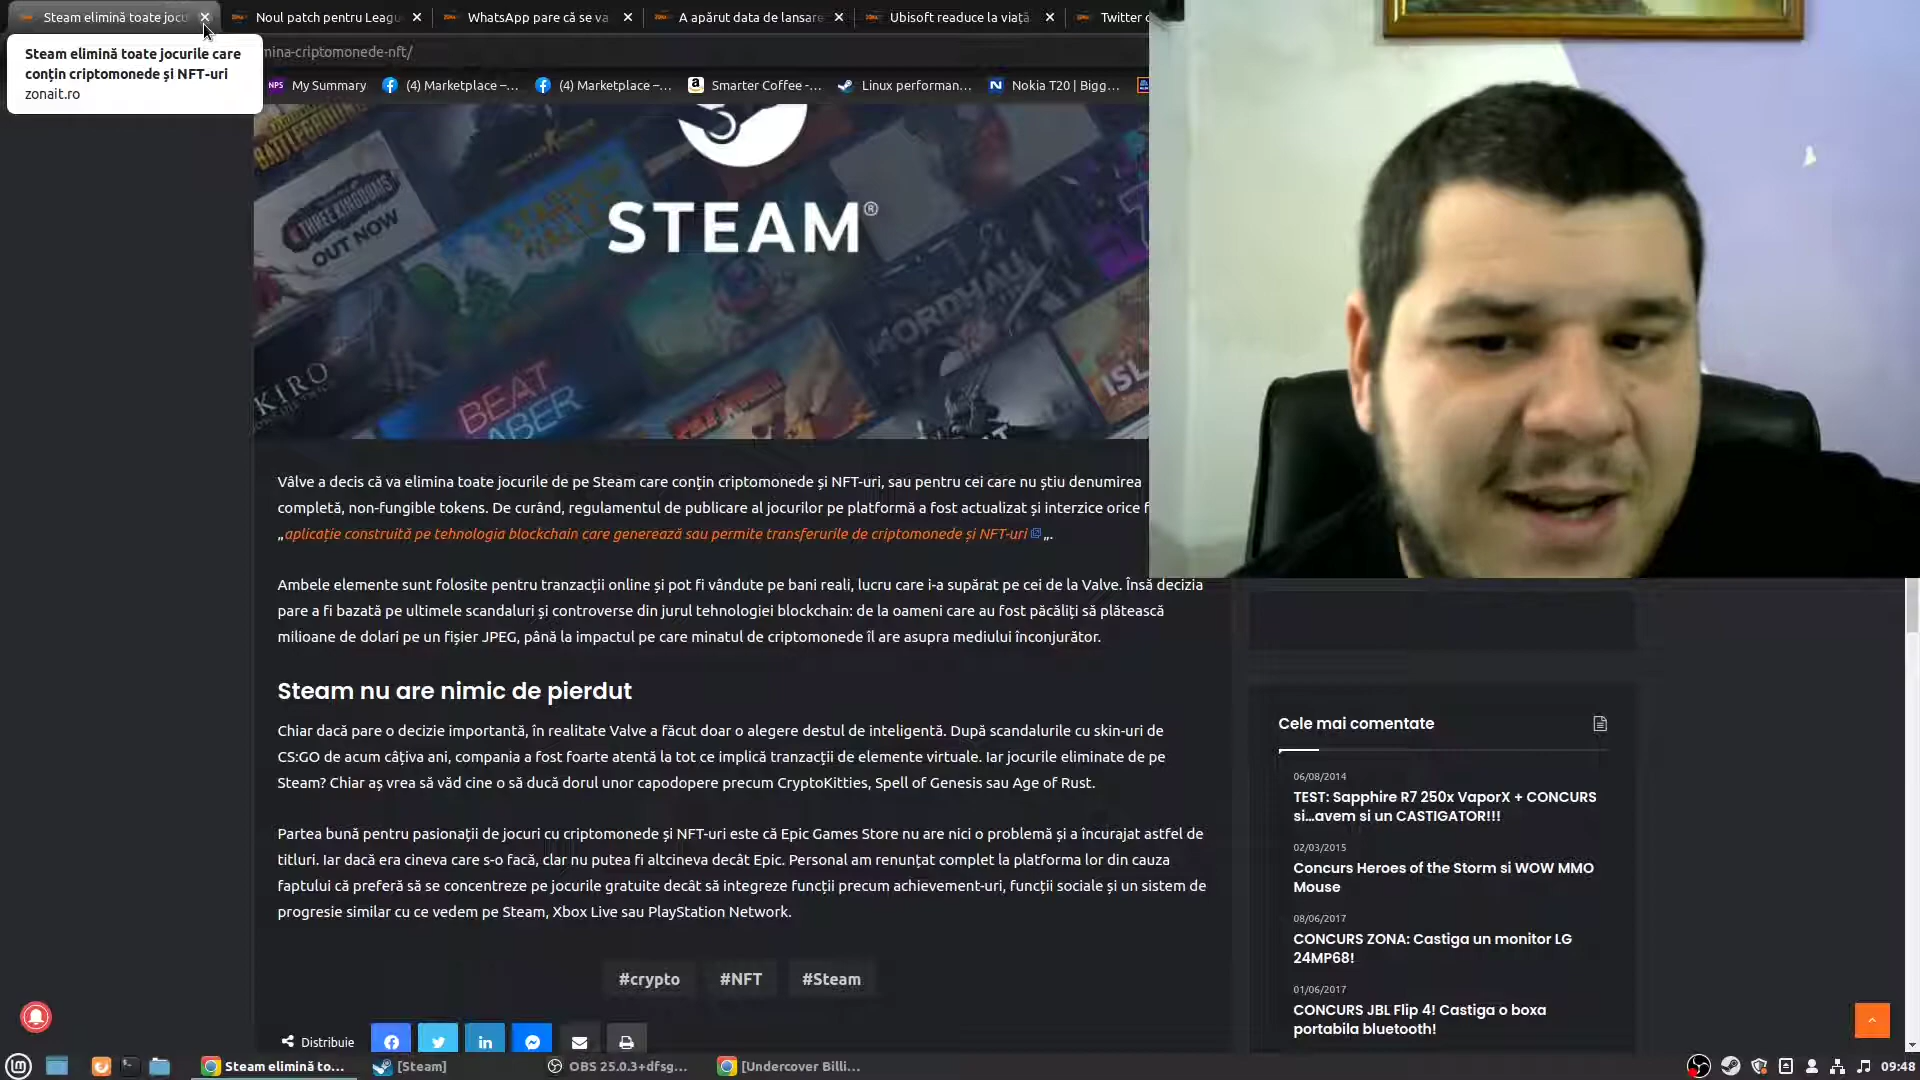 Steam elimină toate jocu
Noul patch pentru Leagu
WhatsApp pare că se va
A apărut data de lansare
Ubisoft readuce la viață
Twitter
Steam elimină toate jocurile care
conțin criptomonede și NFT-uri
zonait.ro
mina-criptomonede-nft/
NPS My Summary
(4) Marketplace –...
(4) Marketplace –...
Smarter Coffee -...
Linux performan...
Nokia T20 | Bigg...
BATTLEGROUNDS
THREE KINGDOMS
OUT NOW
STEAM®
MORDHAU
KIRO
BEAT
ABER
ISL
Vâlve a decis că va elimina toate jocurile de pe Steam care conțin criptomonede și NFT-uri, sau pentru cei care nu știu denumirea
completă, non-fungible tokens. De curând, regulamentul de publicare al jocurilor pe platformă a fost actualizat și interzice orice f
„aplicație construită pe tehnologia blockchain care generează sau permite transferurile de criptomonede și NFT-uri „.
Ambele elemente sunt folosite pentru tranzacții online și pot fi vândute pe bani reali, lucru care i-a supărat pe cei de la Valve. Însă decizia
pare a fi bazată pe ultimele scandaluri și controverse din jurul tehnologiei blockchain: de la oameni care au fost păcăliți să plătească
milioane de dolari pe un fișier JPEG, până la impactul pe care minatul de criptomonede îl are asupra mediului înconjurător.
Steam nu are nimic de pierdut
Chiar dacă pare o decizie importantă, în realitate Valve a făcut doar o alegere destul de inteligentă. După scandalurile cu skin-uri de
CS:GO de acum câțiva ani, compania a fost foarte atentă la tot ce implică tranzacții de elemente virtuale. Iar jocurile eliminate de pe
Steam? Chiar aș vrea să văd cine o să ducă dorul unor capodopere precum CryptoKitties, Spell of Genesis sau Age of Rust.
Partea bună pentru pasionații de jocuri cu criptomonede și NFT-uri este că Epic Games Store nu are nici o problemă și a încurajat astfel de
titluri. Iar dacă era cineva care s-o facă, clar nu putea fi altcineva decât Epic. Personal am renunțat complet la platforma lor din cauza
faptului că preferă să se concentreze pe jocurile gratuite decât să integreze funcții precum achievement-uri, funcții sociale și un sistem de
progresie similar cu ce vedem pe Steam, Xbox Live sau PlayStation Network.
#crypto
#NFT
#Steam
Distribuie
Cele mai comentate
06/08/2014
TEST: Sapphire R7 250x VaporX + CONCURS
si...avem si un CASTIGATOR!!!
02/03/2015
Concurs Heroes of the Storm si WOW MMO
Mouse
08/06/2017
CONCURS ZONA: Castiga un monitor LG
24MP68!
01/06/2017
CONCURS JBL Flip 4! Castiga o boxa
portabila bluetooth!
Steam elimină to...
[Steam]
OBS 25.0.3+dfsg...
[Undercover Billi...
09:48